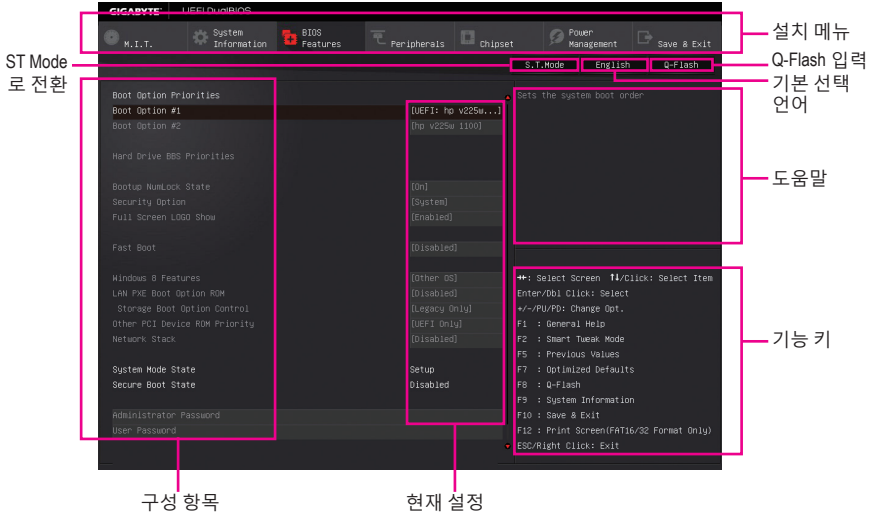 GIGABYTE UEFI DualBIOS
M.I.T.
System Information
BIOS Features
Peripherals
Chipset
Power Management
Save & Exit
설치 메뉴
ST Mode
로 전환
S.T.Mode English Q-Flash
Q-Flash 입력
기본 선택
언어
Boot Option Priorities
Boot Option #1 [UEFI: hp v225w...]
Boot Option #2 [hp v225w 1100]
Hard Drive BBS Priorities
Bootup NumLock State [On]
Security Option [System]
Full Screen LOGO Show [Enabled]
Fast Boot [Disabled]
Windows 8 Features [Other OS]
LAN PXE Boot Option ROM [Disabled]
Storage Boot Option Control [Legacy Only]
Other PCI Device ROM Priority [UEFI Only]
Network Stack [Disabled]
System Mode State Setup
Secure Boot State Disabled
Administrator Password
User Password
Sets the system boot order
도움말
→←: Select Screen ↑↓/Click: Select Item
Enter/Dbl Click: Select
+/-/PU/PD: Change Opt.
F1 : General Help
F2 : Smart Tweak Mode
F5 : Previous Values
F7 : Optimized Defaults
F8 : Q-Flash
F9 : System Information
F10 : Save & Exit
F12 : Print Screen(FAT16/32 Format Only)
ESC/Right Click: Exit
기능 키
구성 항목
현재 설정